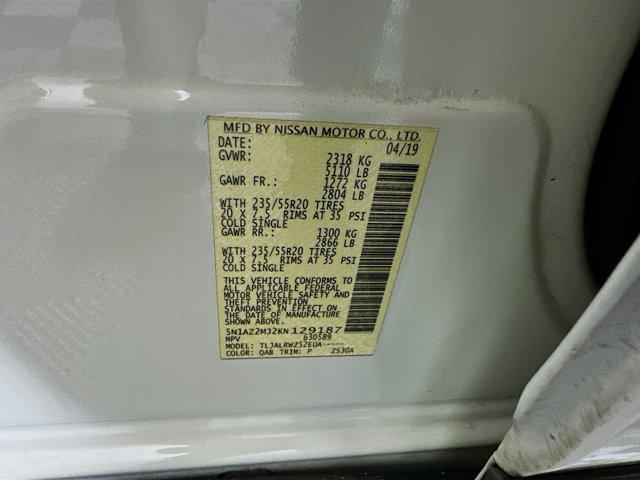 MFD BY NISSAN MOTOR CO., LTD.
DATE: 04/19
GVWR: 2318 KG
5110 LB
GAWR FR.: 1272 KG
2804 LB
WITH 235/55R20 TIRES
20 X 7.5 RIMS AT 35 PSI
COLD SINGLE
GAWR RR.: 1300 KG
2866 LB
WITH 235/55R20 TIRES
20 X 7.5 RIMS AT 35 PSI
COLD SINGLE
THIS VEHICLE CONFORMS TO
ALL APPLICABLE FEDERAL
MOTOR VEHICLE SAFETY AND
THEFT PREVENTION
STANDARDS IN EFFECT ON
THE DATE OF MANUFACTURE
SHOWN ABOVE.
5N1AZ2MJ2KN129187
MPV 630589
MODEL: TLJALRWZ52EUA-----
COLOR: QAB TRIM: P ZS30A